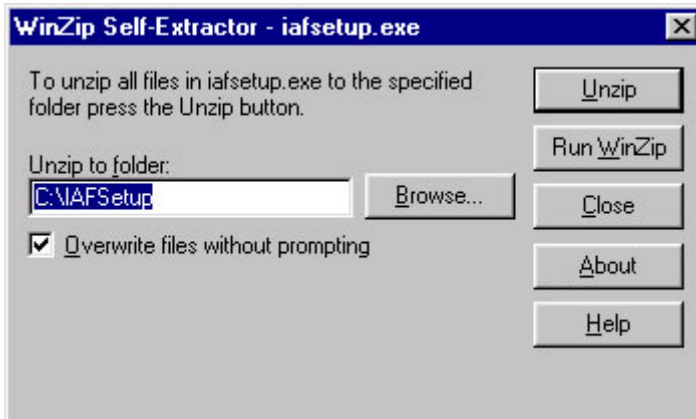 WinZip Self-Extractor - iafsetup.exe
To unzip all files in iafsetup.exe to the specified
folder press the Unzip button.
Unzip to folder:
C:\IAFSetup
Browse...
Overwrite files without prompting
Unzip
Run WinZip
Close
About
Help